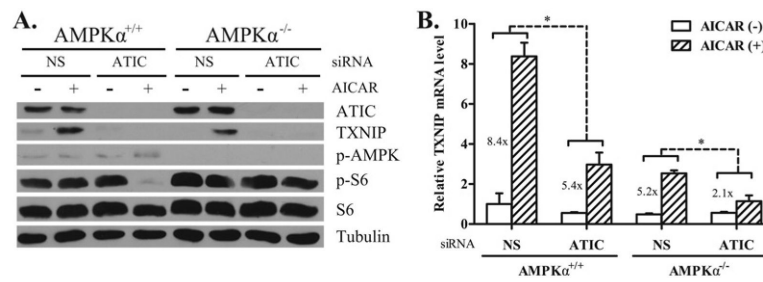 A.
AMPKα+/+ AMPKα-/-
NS ATIC NS ATIC siRNA
- + - + - + - + AICAR
ATIC
TXNIP
p-AMPK
p-S6
S6
Tubulin
B.
Relative TXNIP mRNA level
10
8
6
4
2
0
* *
AICAR (-)
AICAR (+)
8.4x 5.4x 5.2x 2.1x
siRNA NS ATIC NS ATIC
AMPKα+/+ AMPKα-/-